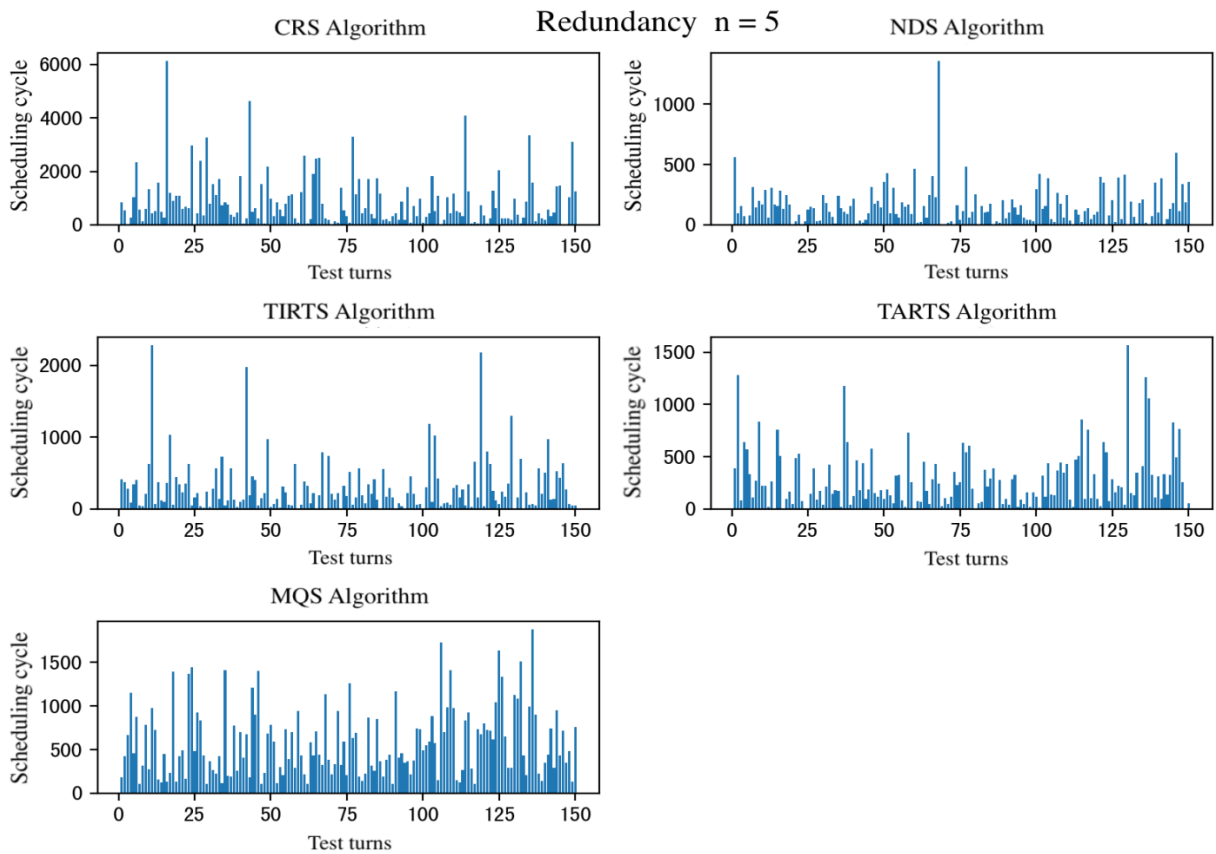 Redundancy n = 5
CRS Algorithm
Scheduling cycle
6000
4000
2000
0
0 25 50 75 100 125 150
Test turns
NDS Algorithm
Scheduling cycle
1000
500
0
0 25 50 75 100 125 150
Test turns
TIRTS Algorithm
Scheduling cycle
2000
1000
0
0 25 50 75 100 125 150
Test turns
TARTS Algorithm
Scheduling cycle
1500
1000
500
0
0 25 50 75 100 125 150
Test turns
MQS Algorithm
Scheduling cycle
1500
1000
500
0
0 25 50 75 100 125 150
Test turns